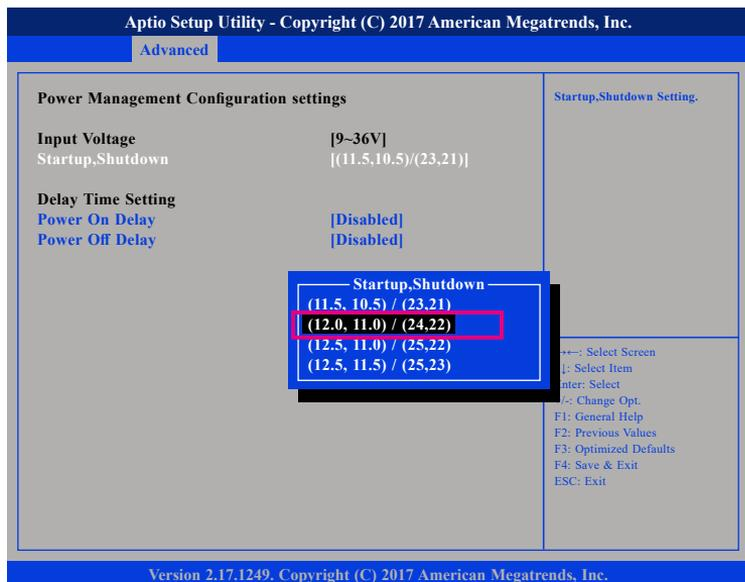 Aptio Setup Utility - Copyright (C) 2017 American Megatrends, Inc.
Advanced
Power Management Configuration settings
Input Voltage [9~36V]
Startup,Shutdown [(11.5,10.5)/(23,21)]
Delay Time Setting
Power On Delay [Disabled]
Power Off Delay [Disabled]
Startup,Shutdown
(11.5, 10.5) / (23,21)
(12.0, 11.0) / (24,22)
(12.5, 11.0) / (25,22)
(12.5, 11.5) / (25,23)
Startup,Shutdown Setting.
→←: Select Screen
↓: Select Item
nter: Select
/-: Change Opt.
F1: General Help
F2: Previous Values
F3: Optimized Defaults
F4: Save & Exit
ESC: Exit
Version 2.17.1249. Copyright (C) 2017 American Megatrends, Inc.